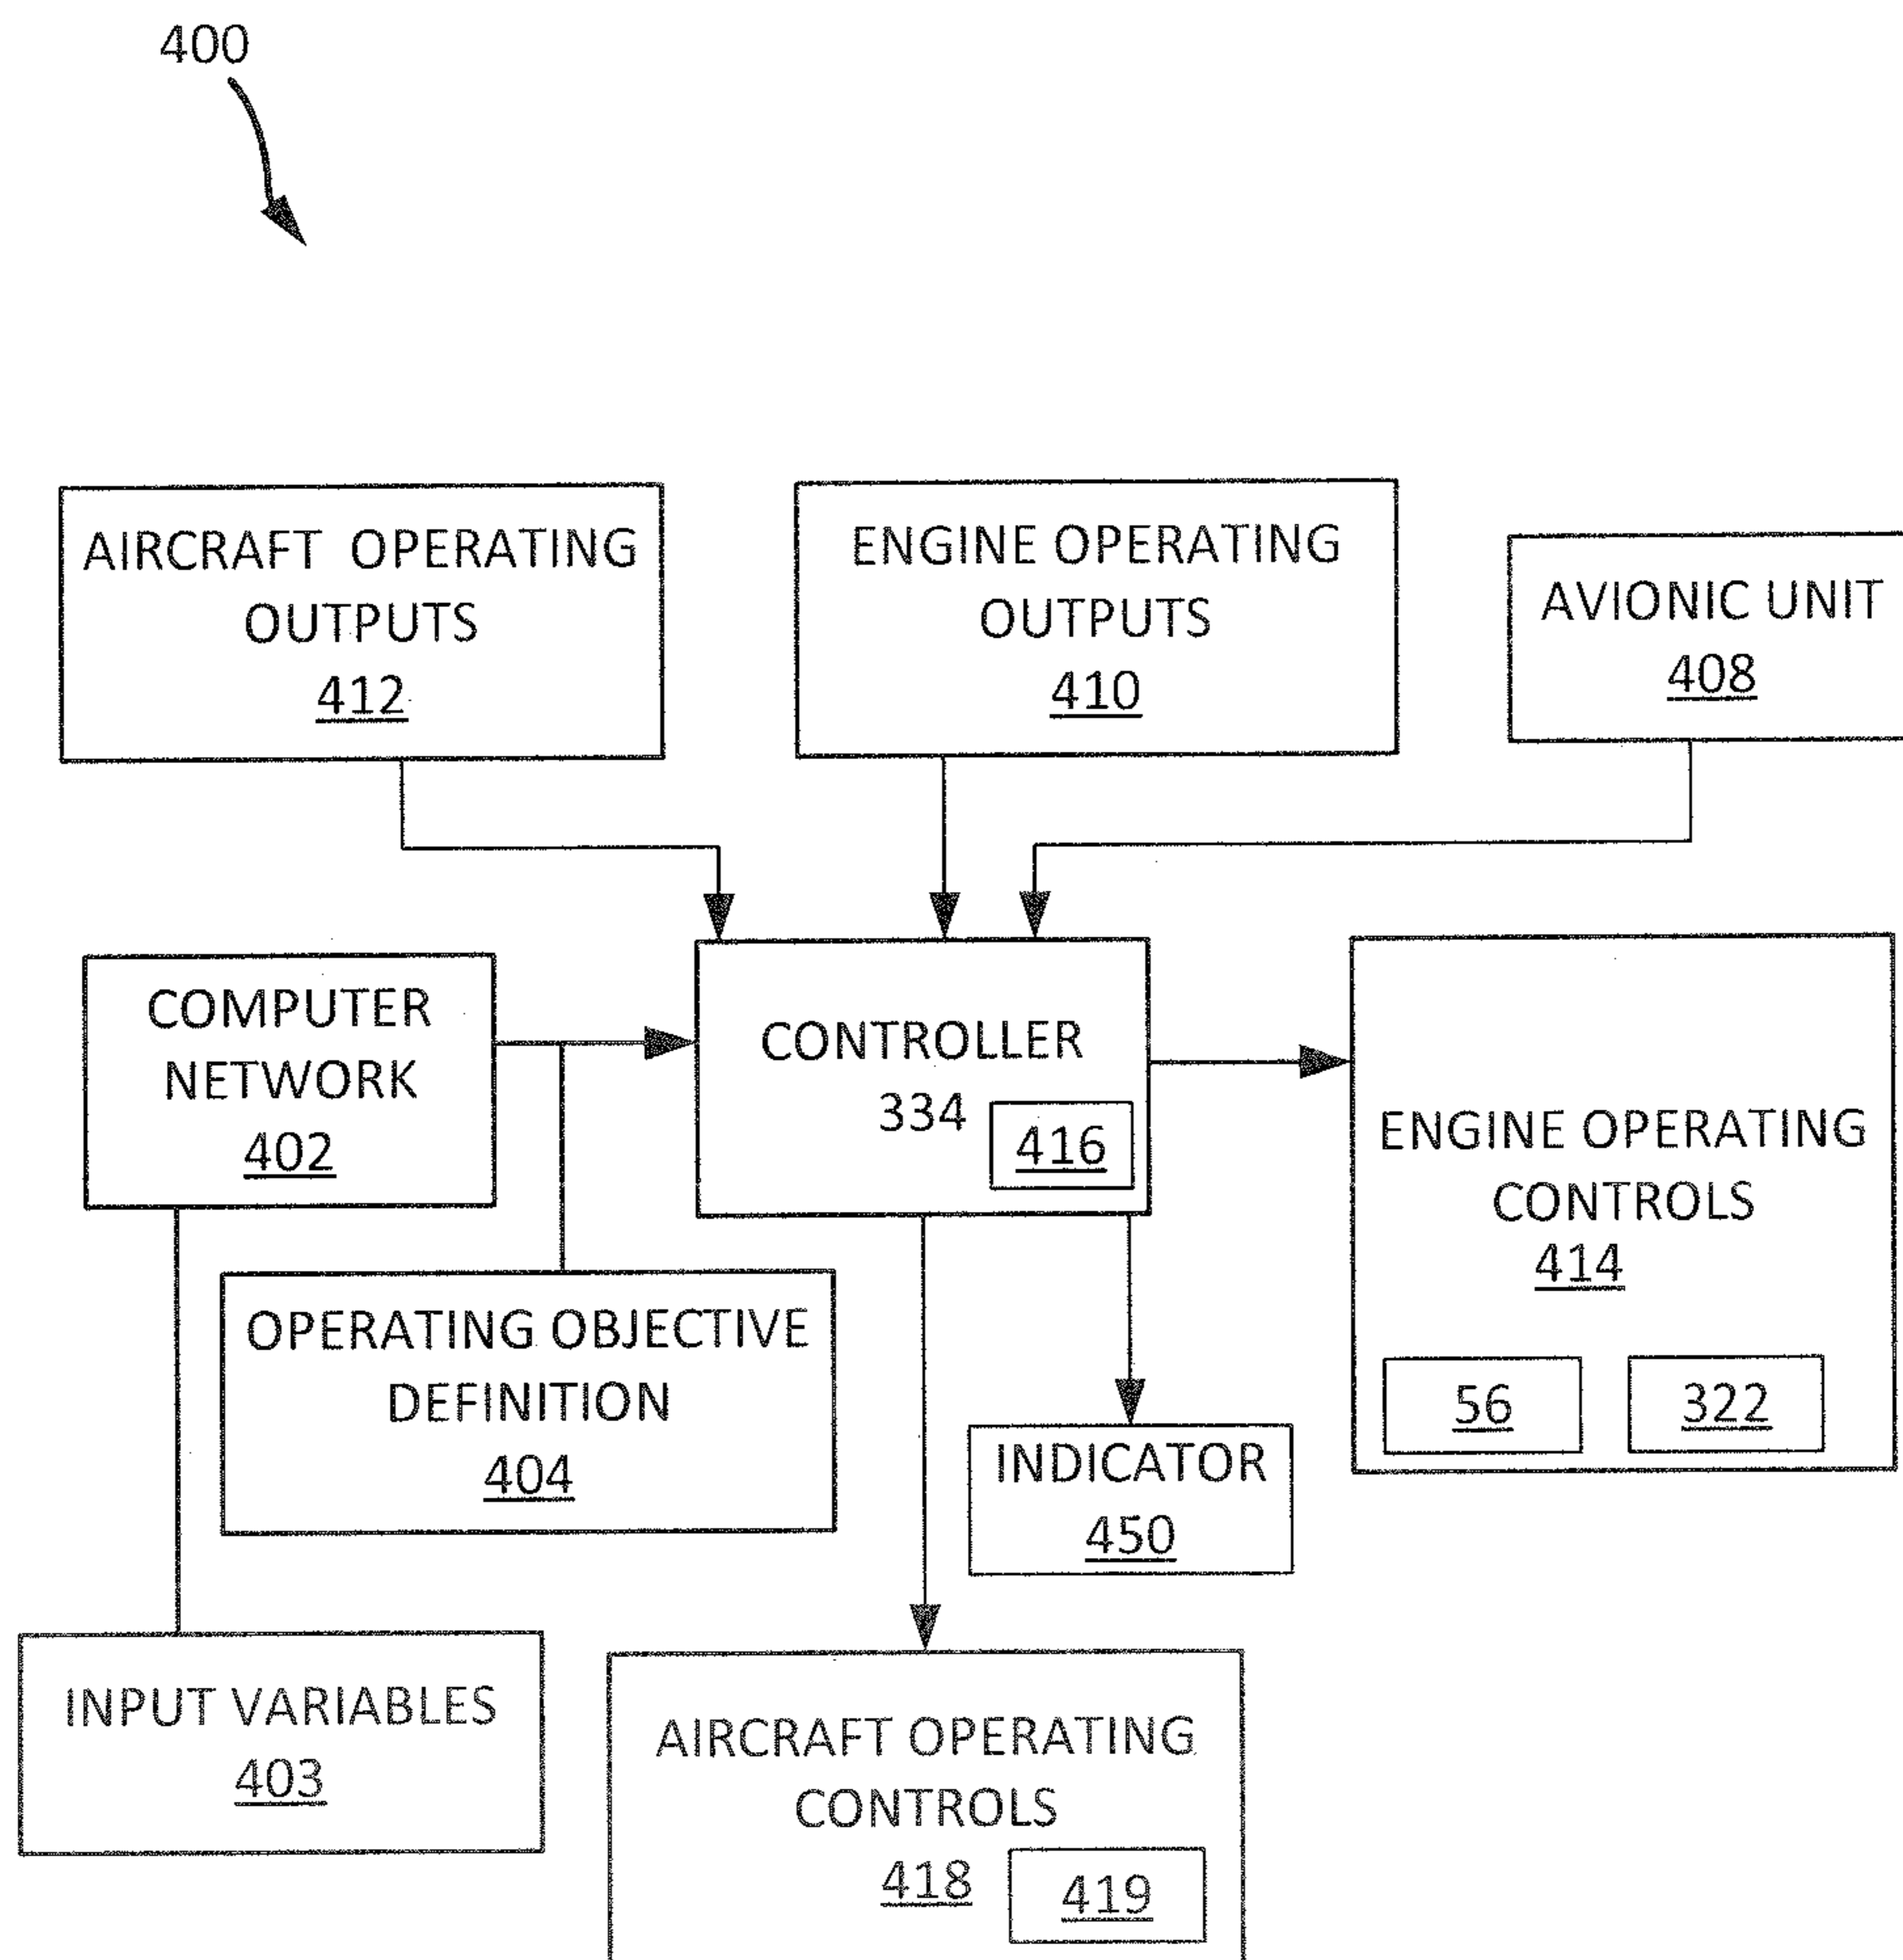 400
AIRCRAFT OPERATING
OUTPUTS
412
ENGINE OPERATING
OUTPUTS
410
AVIONIC UNIT
408
COMPUTER
NETWORK
402
CONTROLLER
334
416
ENGINE OPERATING
CONTROLS
414
56
322
OPERATING OBJECTIVE
DEFINITION
404
INDICATOR
450
INPUT VARIABLES
403
AIRCRAFT OPERATING
CONTROLS
418
419